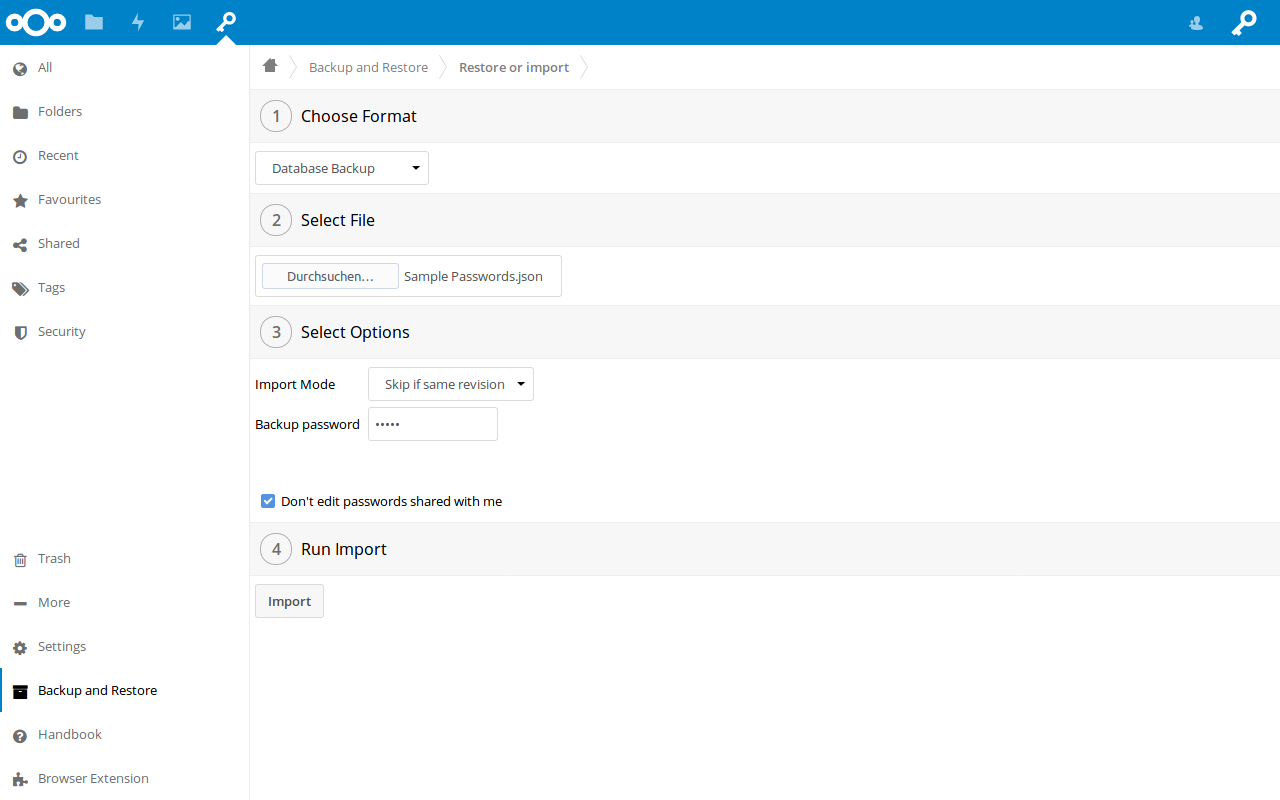 All
Folders
Recent
Favourites
Shared
Tags
Security
Trash
More
Settings
Backup and Restore
Handbook
Browser Extension
Backup and Restore
Restore or import
1 Choose Format
Database Backup
2 Select File
Durchsuchen... Sample Passwords.json
3 Select Options
Import Mode Skip if same revision
Backup password •••••
Don't edit passwords shared with me
4 Run Import
Import